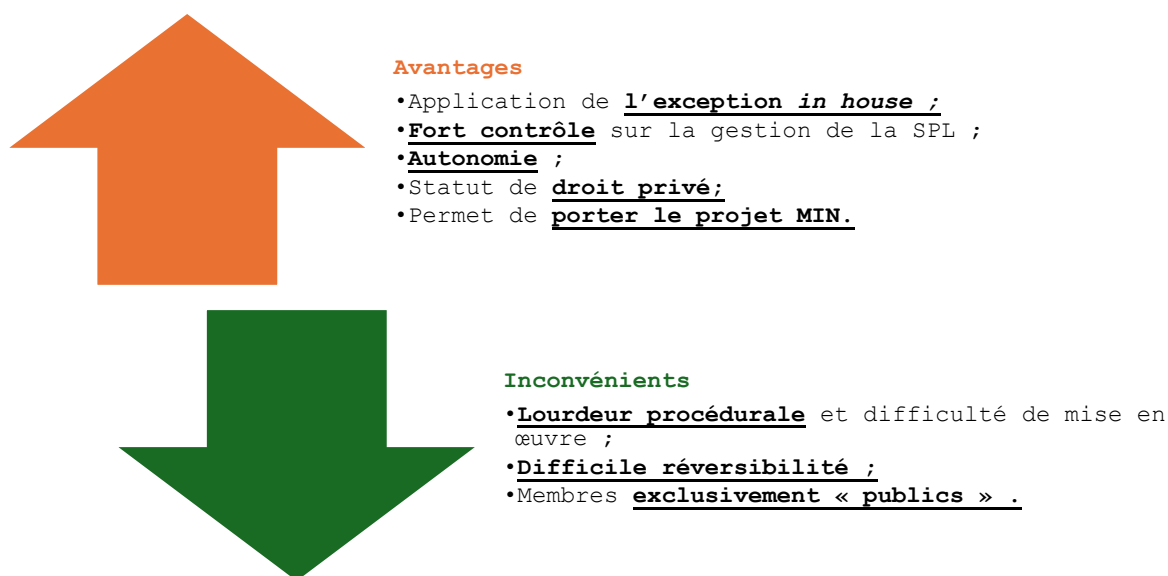 Avantages
•Application de l’exception in house ;
•Fort contrôle sur la gestion de la SPL ;
•Autonomie ;
•Statut de droit privé;
•Permet de porter le projet MIN.
Inconvénients
•Lourdeur procédurale et difficulté de mise en
œuvre ;
•Difficile réversibilité ;
•Membres exclusivement « publics » .